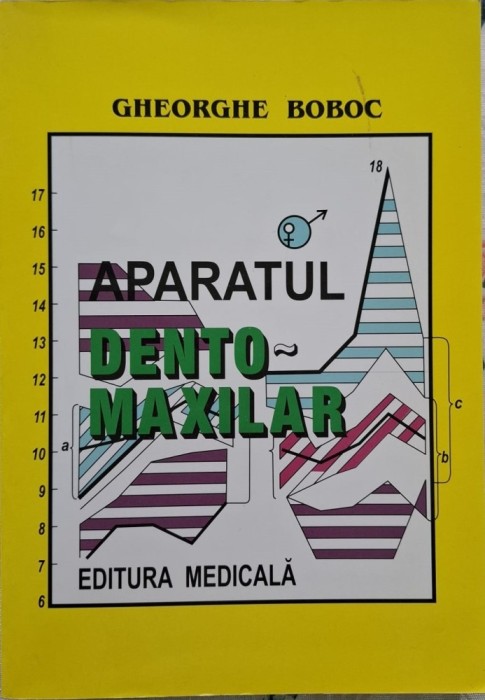 GHEORGHE BOBOC
18
17
16
15
APARATUL
14
13
DENTO~
12
MAXILAR
11
c
a
10
b
9
8
7
EDITURA MEDICALĂ
6